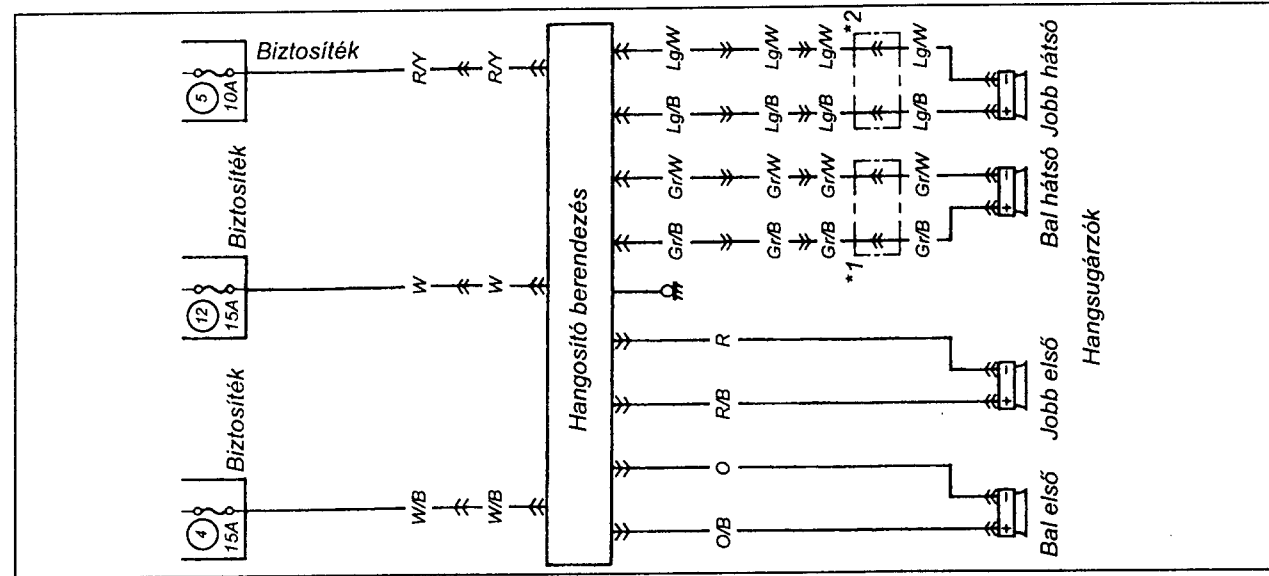 Biztosíték
5
10A
R/Y
R/Y
Biztosíték
12
15A
W
W
Biztosíték
4
15A
W/B
W/B
Hangosító berendezés
Lg/W
Lg/W
Lg/W
*2
Lg/W
Lg/B
Lg/B
Lg/B
Lg/B
Gr/W
Gr/W
Gr/W
Gr/W
Gr/B
Gr/B
Gr/B
*1
Gr/B
R
R/B
O
O/B
- +
Jobb hátsó
- +
Bal hátsó
- +
Jobb első
- +
Bal első
Hangsugárzók